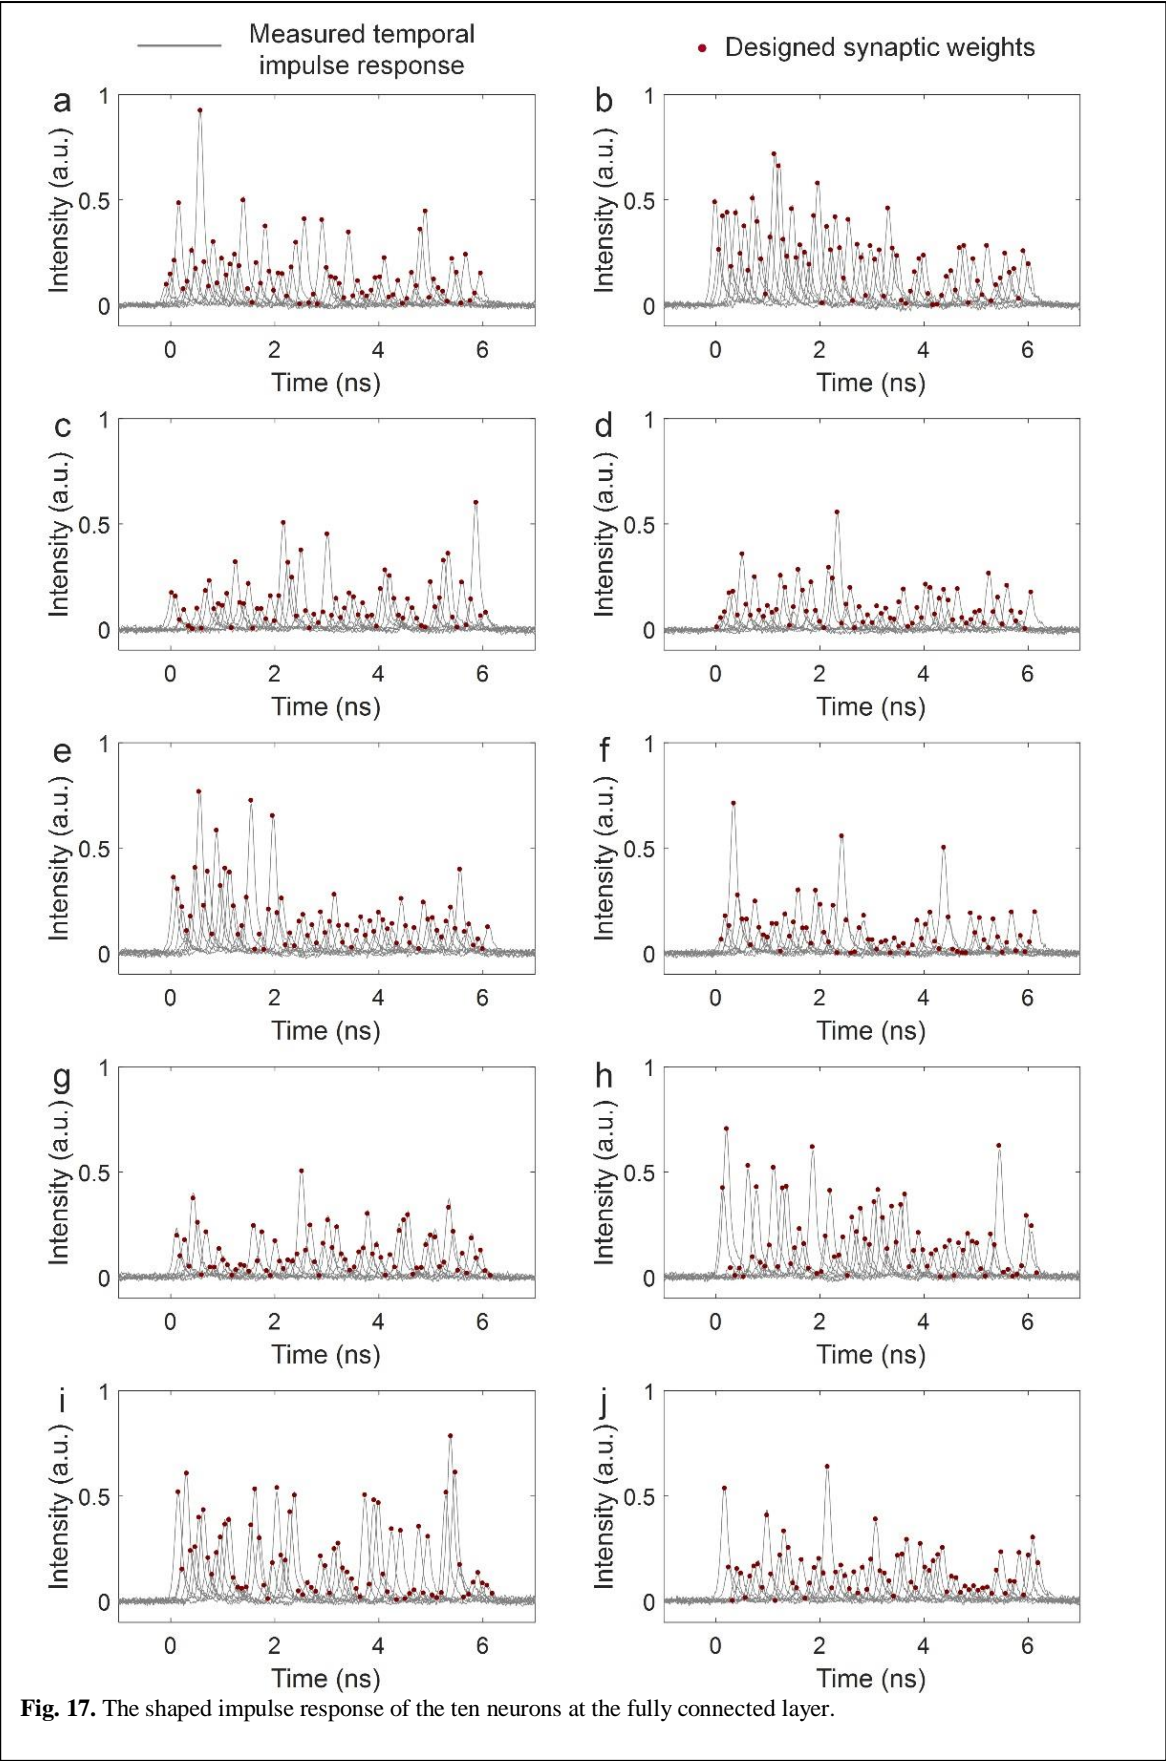 Measured temporal
impulse response
Designed synaptic weights
a
1
0.5
0
Intensity (a.u.)
0 2 4 6
Time (ns)
b
1
0.5
0
Intensity (a.u.)
0 2 4 6
Time (ns)
c
1
0.5
0
Intensity (a.u.)
0 2 4 6
Time (ns)
d
1
0.5
0
Intensity (a.u.)
0 2 4 6
Time (ns)
e
1
0.5
0
Intensity (a.u.)
0 2 4 6
Time (ns)
f
1
0.5
0
Intensity (a.u.)
0 2 4 6
Time (ns)
g
1
0.5
0
Intensity (a.u.)
0 2 4 6
Time (ns)
h
1
0.5
0
Intensity (a.u.)
0 2 4 6
Time (ns)
i
1
0.5
0
Intensity (a.u.)
0 2 4 6
Time (ns)
j
1
0.5
0
Intensity (a.u.)
0 2 4 6
Time (ns)
Fig. 17. The shaped impulse response of the ten neurons at the fully connected layer.